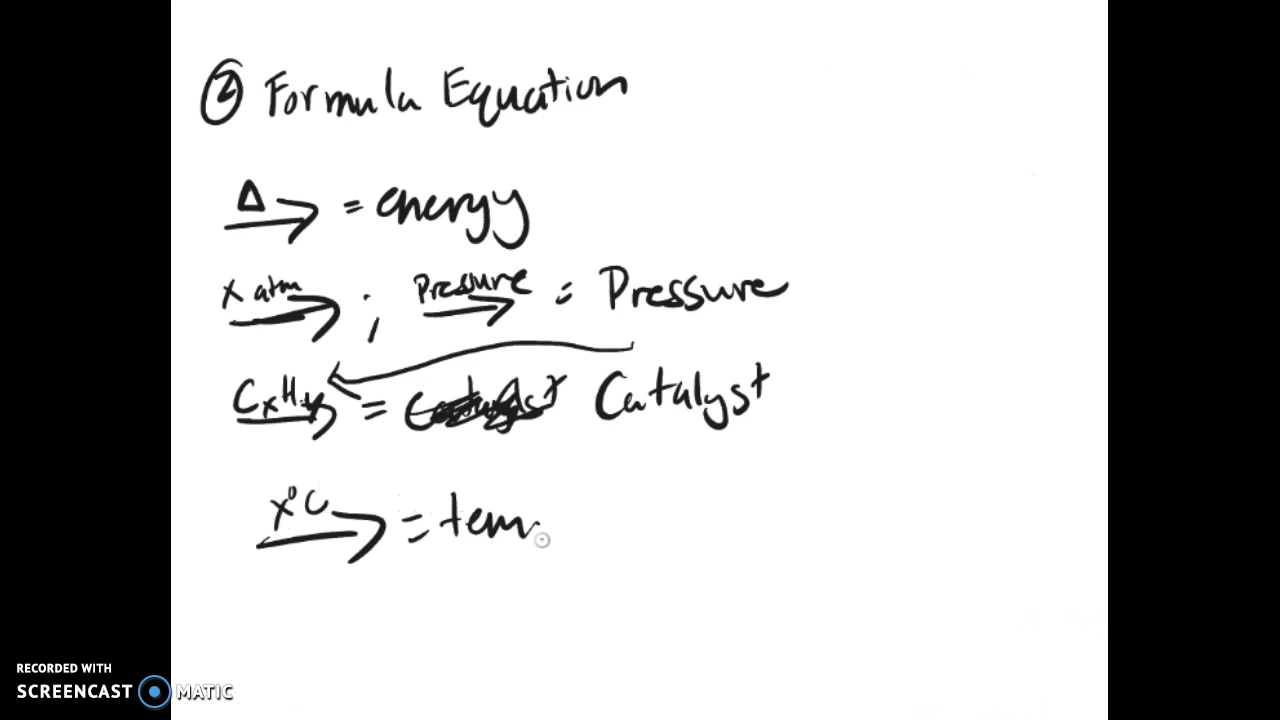 ② Formula Equation
Δ = energy
x atm ; Pressure = Pressure
CxHy = Catalyst
x°C = tem
RECORDED WITH
SCREENCAST MATIC